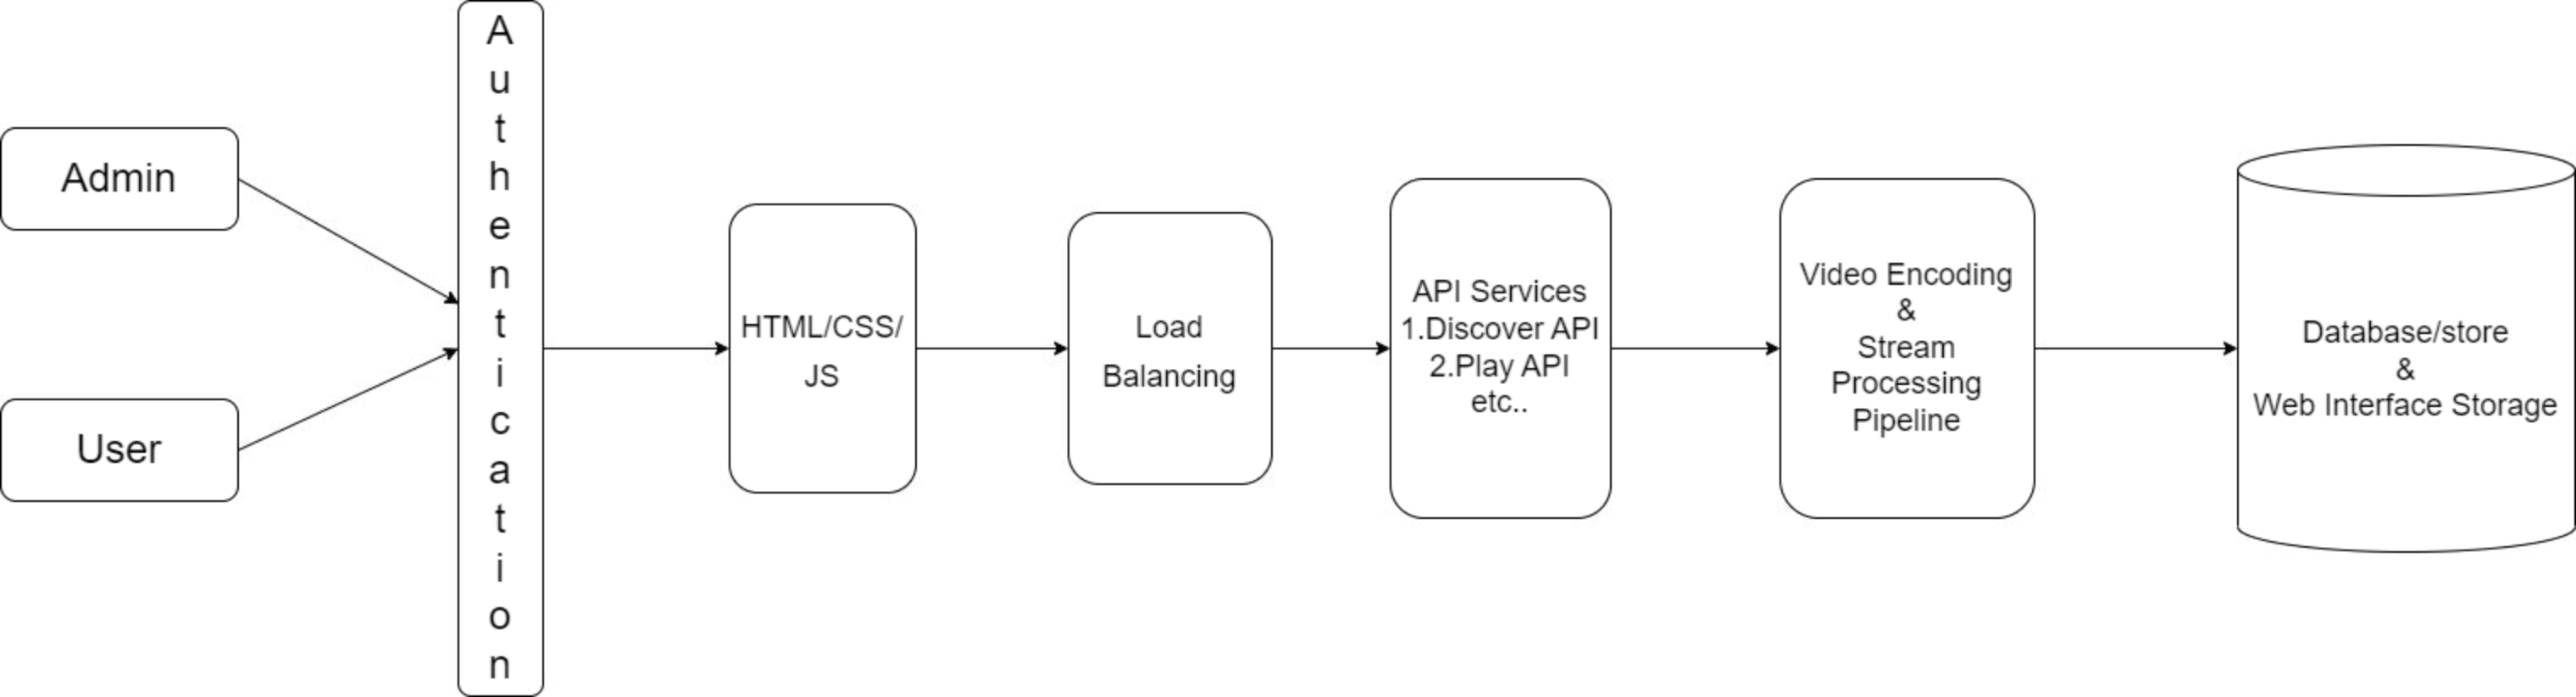 Admin
User
A
u
t
h
e
n
t
i
c
a
t
i
o
n
HTML/CSS/
JS
Load
Balancing
API Services
1.Discover API
2.Play API
etc..
Video Encoding
&
Stream
Processing
Pipeline
Database/store
&
Web Interface Storage